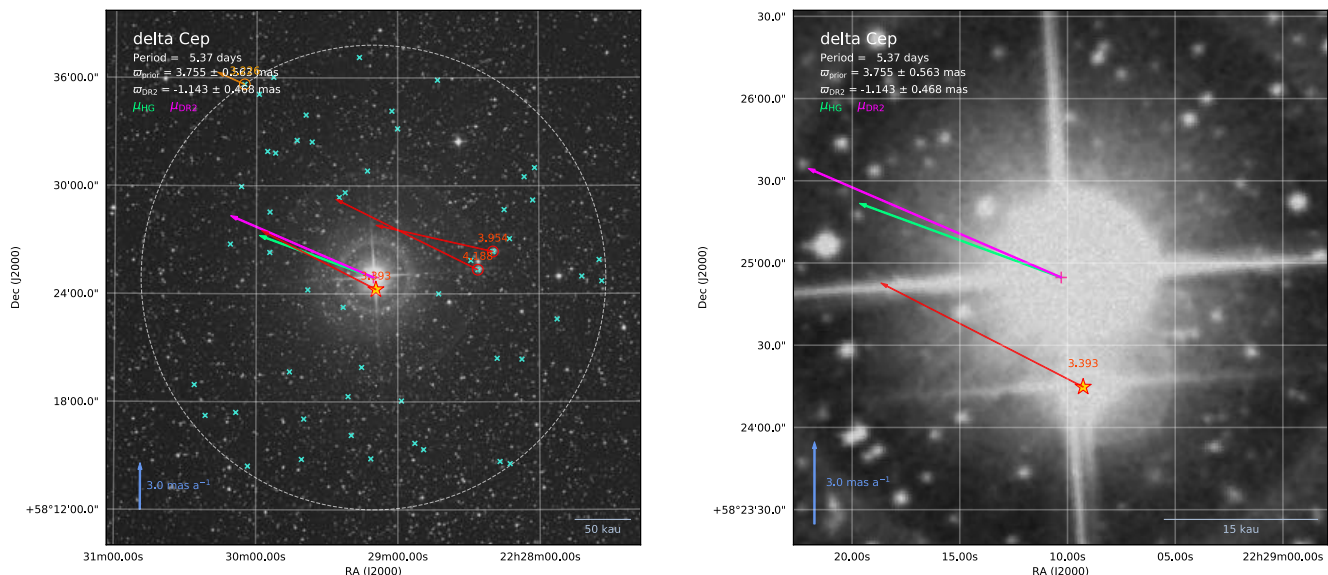 delta Cep
Period = 5.37 days
ϖprior = 3.755 ± 0.563 mas
ϖDR2 = -1.143 ± 0.468 mas
μHG μDR2
3.954
4.188
3.393
3.0 mas a⁻¹
50 kau
36'00.0"
30'00.0"
24'00.0"
18'00.0"
+58°12'00.0"
Dec (J2000)
31m00.00s
30m00.00s
29m00.00s
22h28m00.00s
RA (J2000)
delta Cep
Period = 5.37 days
ϖprior = 3.755 ± 0.563 mas
ϖDR2 = -1.143 ± 0.468 mas
μHG μDR2
3.393
3.0 mas a⁻¹
15 kau
30.0"
26'00.0"
30.0"
25'00.0"
30.0"
24'00.0"
+58°23'30.0"
Dec (J2000)
20.00s
15.00s
10.00s
05.00s
22h29m00.00s
RA (J2000)